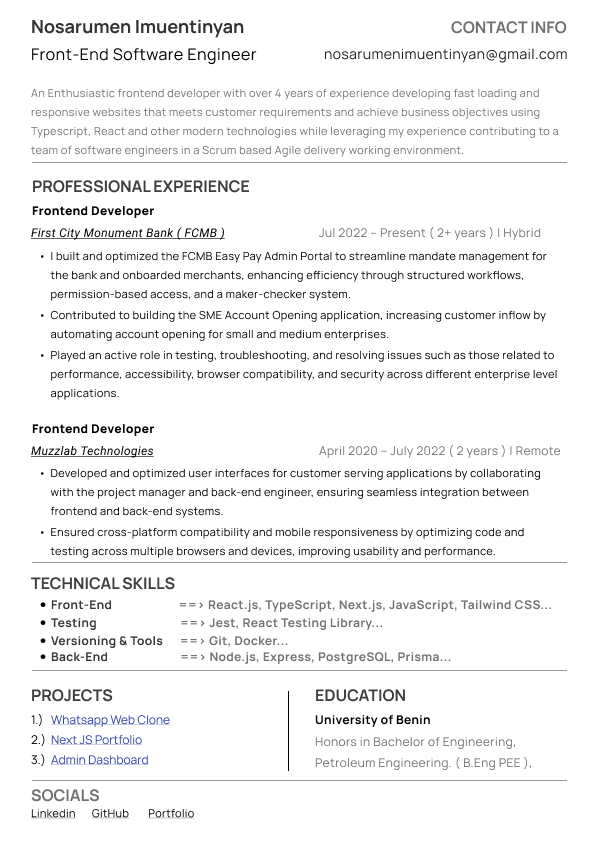 Nosarumen Imuentinyan
CONTACT INFO
Front-End Software Engineer
nosarumenimuentinyan@gmail.com
An Enthusiastic frontend developer with over 4 years of experience developing fast loading and
responsive websites that meets customer requirements and achieve business objectives using
Typescript, React and other modern technologies while leveraging my experience contributing to a
team of software engineers in a Scrum based Agile delivery working environment.
PROFESSIONAL EXPERIENCE
Frontend Developer
First City Monument Bank ( FCMB ) Jul 2022 – Present ( 2+ years ) | Hybrid
• I built and optimized the FCMB Easy Pay Admin Portal to streamline mandate management for
the bank and onboarded merchants, enhancing efficiency through structured workflows,
permission-based access, and a maker-checker system.
• Contributed to building the SME Account Opening application, increasing customer inflow by
automating account opening for small and medium enterprises.
• Played an active role in testing, troubleshooting, and resolving issues such as those related to
performance, accessibility, browser compatibility, and security across different enterprise level
applications.
Frontend Developer
Muzzlab Technologies April 2020 – July 2022 ( 2 years ) | Remote
• Developed and optimized user interfaces for customer serving applications by collaborating
with the project manager and back-end engineer, ensuring seamless integration between
frontend and back-end systems.
• Ensured cross-platform compatibility and mobile responsiveness by optimizing code and
testing across multiple browsers and devices, improving usability and performance.
TECHNICAL SKILLS
• Front-End ==> React.js, TypeScript, Next.js, JavaScript, Tailwind CSS...
• Testing ==> Jest, React Testing Library...
• Versioning & Tools ==> Git, Docker...
• Back-End ==> Node.js, Express, PostgreSQL, Prisma...
PROJECTS
1.) Whatsapp Web Clone
2.) Next JS Portfolio
3.) Admin Dashboard
EDUCATION
University of Benin
Honors in Bachelor of Engineering,
Petroleum Engineering. ( B.Eng PEE ),
SOCIALS
Linkedin GitHub Portfolio